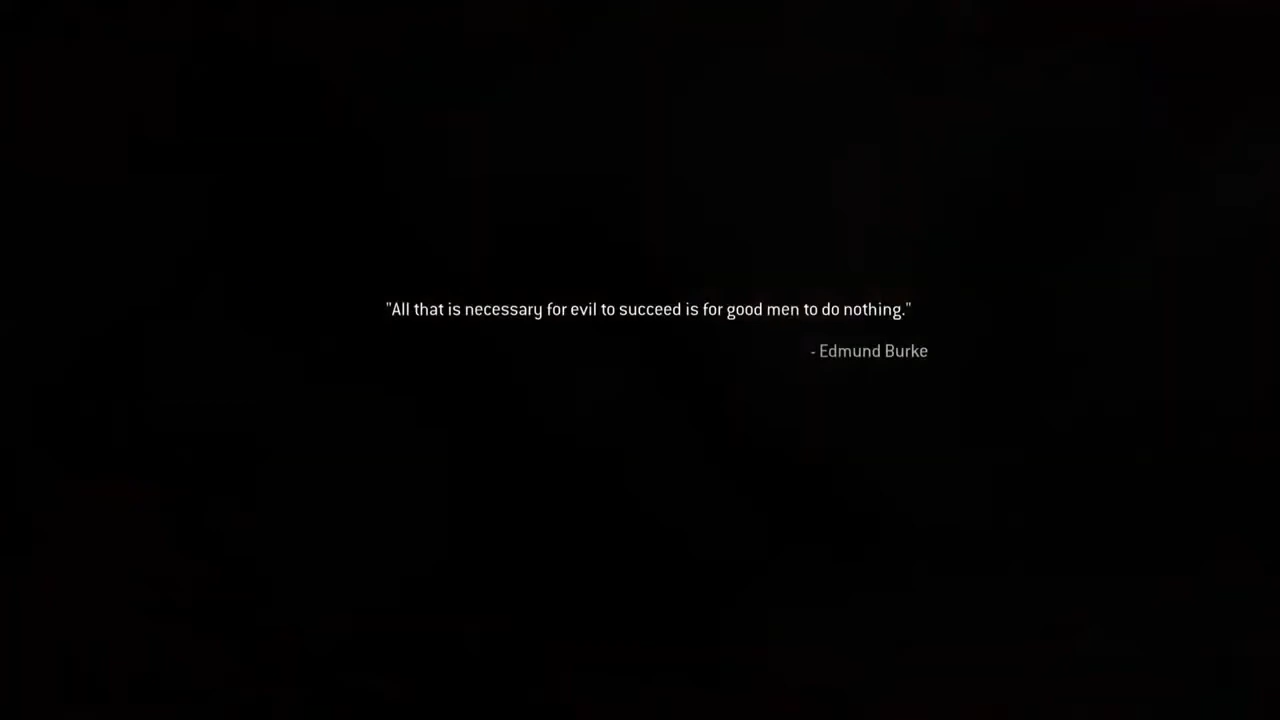 "All that is necessary for evil to succeed is for good men to do nothing."
- Edmund Burke